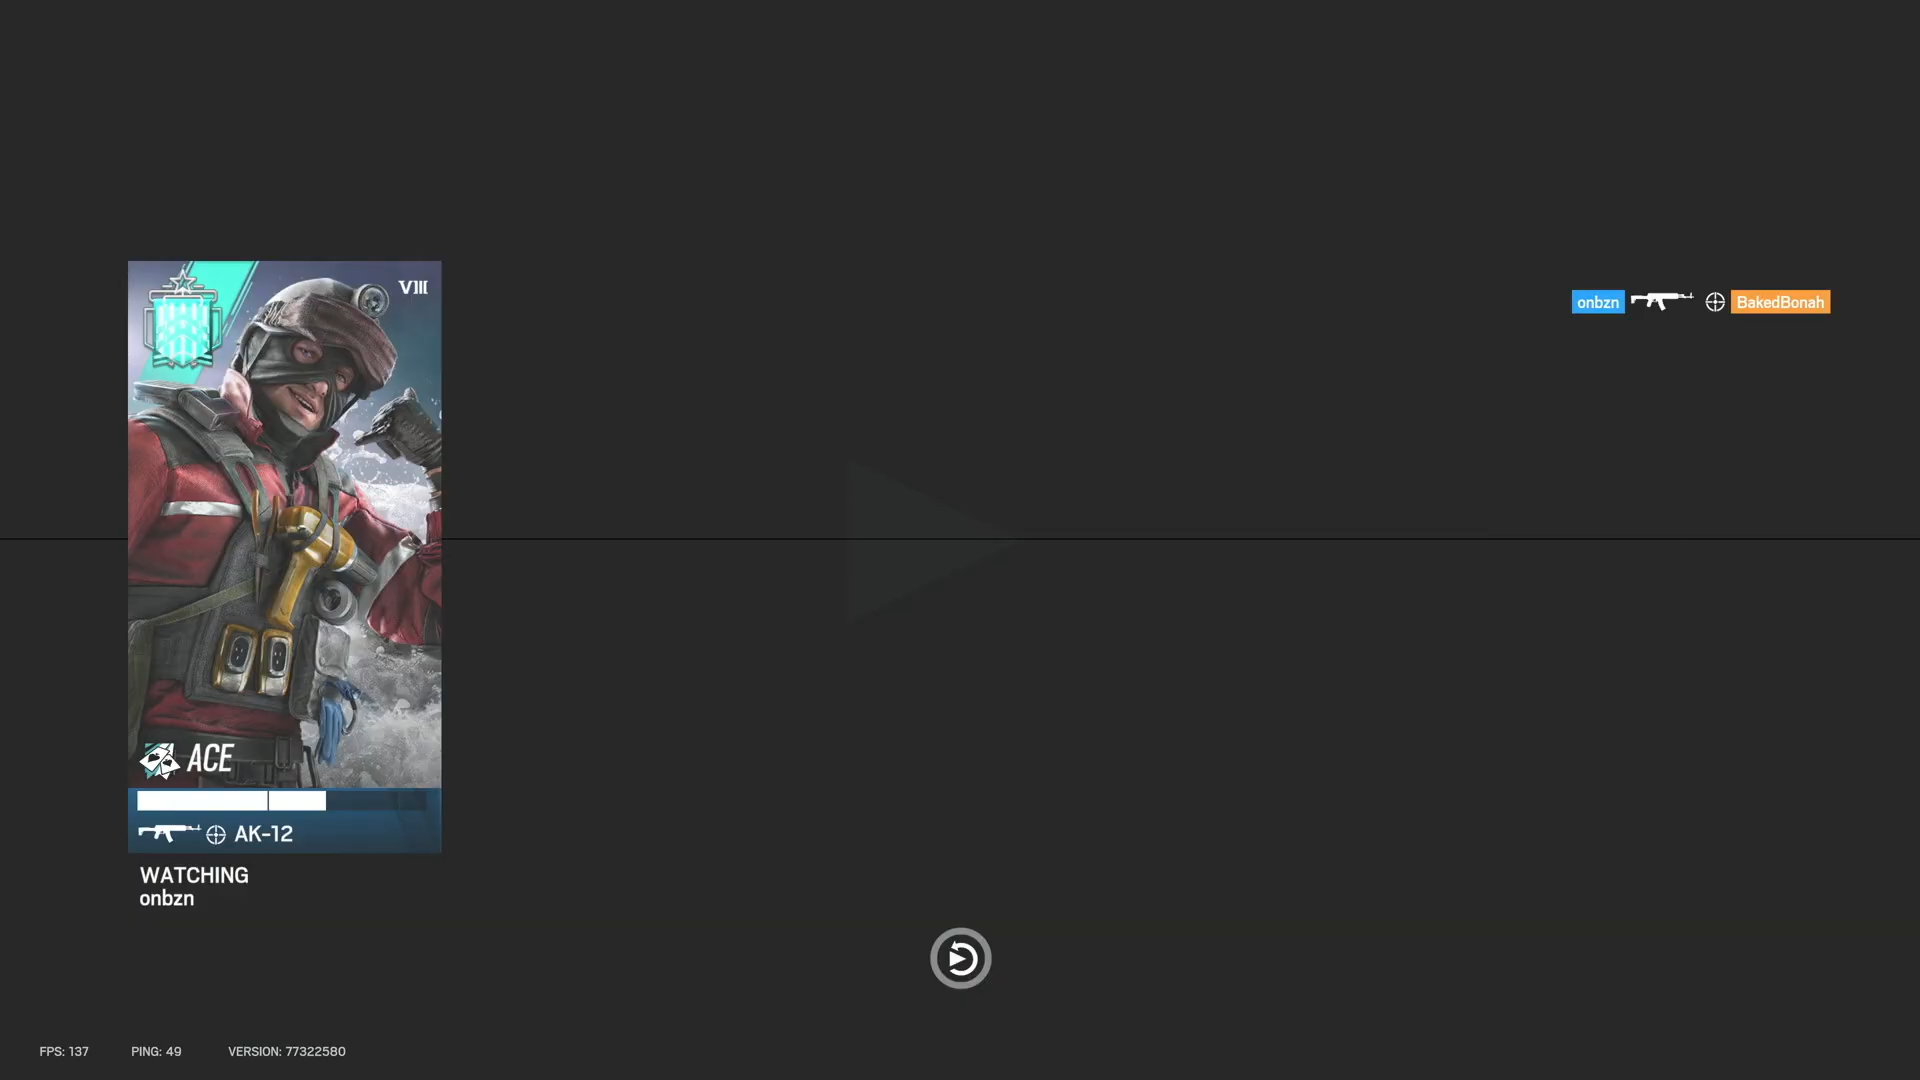 VIII
onbzn BakedBonah
ACE
AK-12
WATCHING
onbzn
FPS: 137 PING: 49 VERSION: 77322580